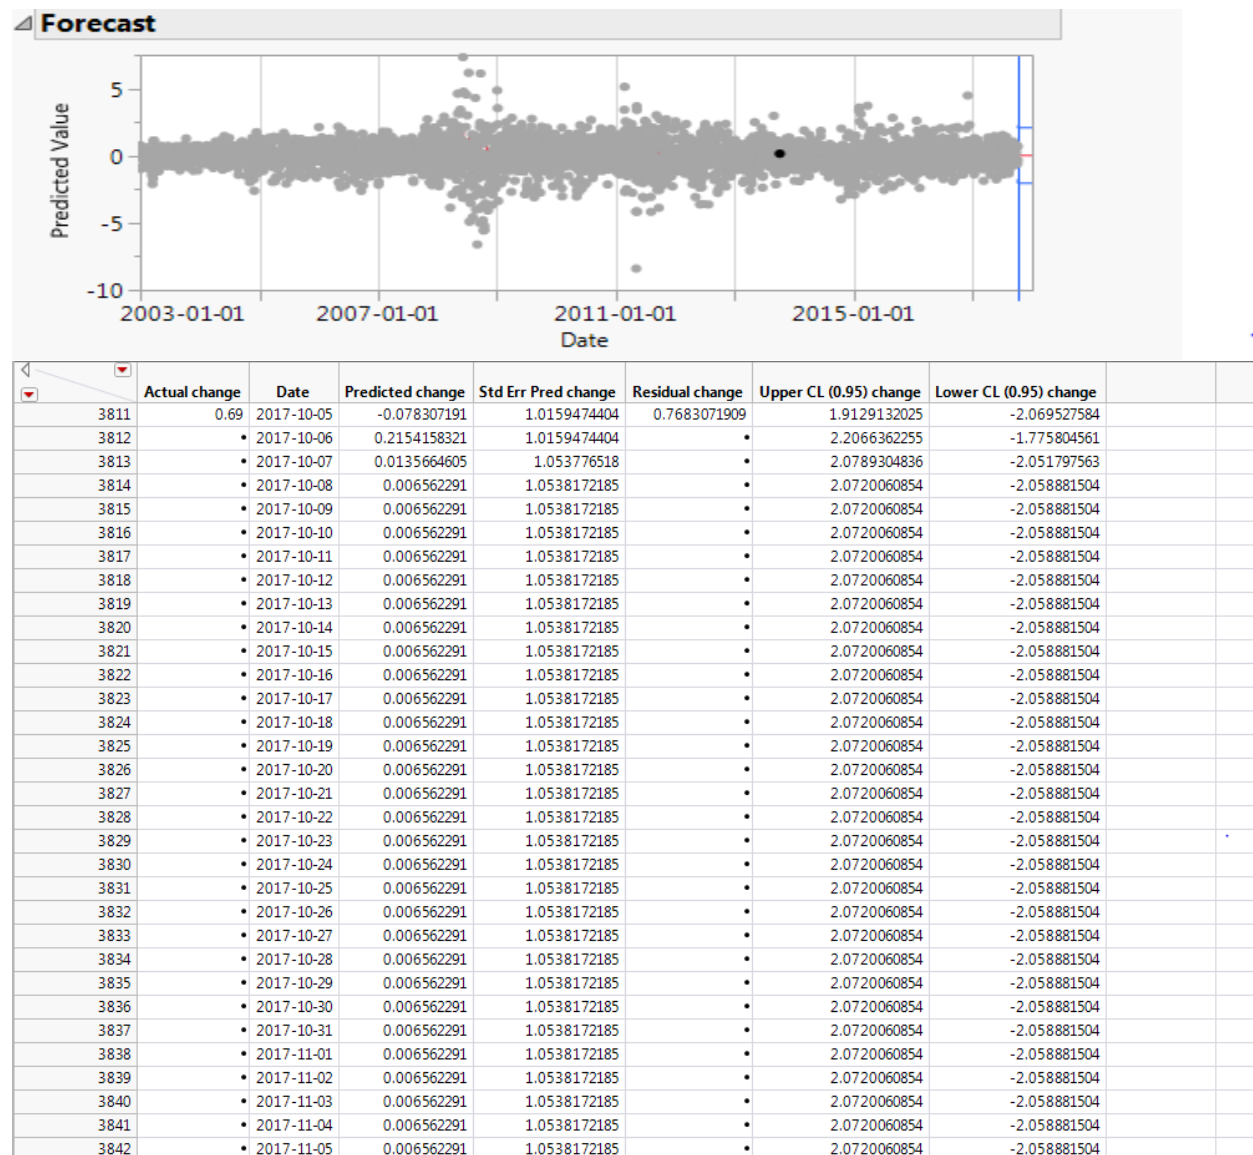 Forecast
5
0
-5
-10
Predicted Value
2003-01-01 2007-01-01 2011-01-01 2015-01-01
Date
Actual change Date Predicted change Std Err Pred change Residual change Upper CL (0.95) change Lower CL (0.95) change
3811 0.69 2017-10-05 -0.078307191 1.0159474404 0.7683071909 1.9129132025 -2.069527584
3812 • 2017-10-06 0.2154158321 1.0159474404 • 2.2066362255 -1.775804561
3813 • 2017-10-07 0.0135664605 1.053776518 • 2.0789304836 -2.051797563
3814 • 2017-10-08 0.006562291 1.0538172185 • 2.0720060854 -2.058881504
3815 • 2017-10-09 0.006562291 1.0538172185 • 2.0720060854 -2.058881504
3816 • 2017-10-10 0.006562291 1.0538172185 • 2.0720060854 -2.058881504
3817 • 2017-10-11 0.006562291 1.0538172185 • 2.0720060854 -2.058881504
3818 • 2017-10-12 0.006562291 1.0538172185 • 2.0720060854 -2.058881504
3819 • 2017-10-13 0.006562291 1.0538172185 • 2.0720060854 -2.058881504
3820 • 2017-10-14 0.006562291 1.0538172185 • 2.0720060854 -2.058881504
3821 • 2017-10-15 0.006562291 1.0538172185 • 2.0720060854 -2.058881504
3822 • 2017-10-16 0.006562291 1.0538172185 • 2.0720060854 -2.058881504
3823 • 2017-10-17 0.006562291 1.0538172185 • 2.0720060854 -2.058881504
3824 • 2017-10-18 0.006562291 1.0538172185 • 2.0720060854 -2.058881504
3825 • 2017-10-19 0.006562291 1.0538172185 • 2.0720060854 -2.058881504
3826 • 2017-10-20 0.006562291 1.0538172185 • 2.0720060854 -2.058881504
3827 • 2017-10-21 0.006562291 1.0538172185 • 2.0720060854 -2.058881504
3828 • 2017-10-22 0.006562291 1.0538172185 • 2.0720060854 -2.058881504
3829 • 2017-10-23 0.006562291 1.0538172185 • 2.0720060854 -2.058881504
3830 • 2017-10-24 0.006562291 1.0538172185 • 2.0720060854 -2.058881504
3831 • 2017-10-25 0.006562291 1.0538172185 • 2.0720060854 -2.058881504
3832 • 2017-10-26 0.006562291 1.0538172185 • 2.0720060854 -2.058881504
3833 • 2017-10-27 0.006562291 1.0538172185 • 2.0720060854 -2.058881504
3834 • 2017-10-28 0.006562291 1.0538172185 • 2.0720060854 -2.058881504
3835 • 2017-10-29 0.006562291 1.0538172185 • 2.0720060854 -2.058881504
3836 • 2017-10-30 0.006562291 1.0538172185 • 2.0720060854 -2.058881504
3837 • 2017-10-31 0.006562291 1.0538172185 • 2.0720060854 -2.058881504
3838 • 2017-11-01 0.006562291 1.0538172185 • 2.0720060854 -2.058881504
3839 • 2017-11-02 0.006562291 1.0538172185 • 2.0720060854 -2.058881504
3840 • 2017-11-03 0.006562291 1.0538172185 • 2.0720060854 -2.058881504
3841 • 2017-11-04 0.006562291 1.0538172185 • 2.0720060854 -2.058881504
3842 • 2017-11-05 0.006562291 1.0538172185 • 2.0720060854 -2.058881504